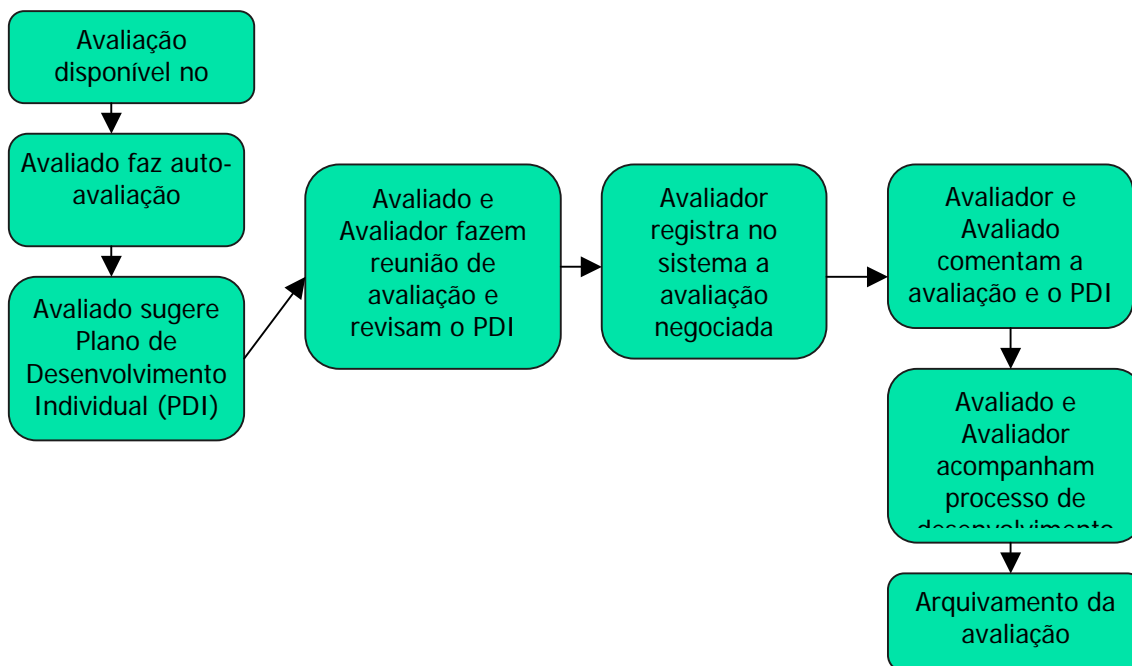 Avaliação
disponível no
Avaliado faz auto-
avaliação
Avaliado sugere
Plano de
Desenvolvimento
Individual (PDI)
Avaliado e
Avaliador fazem
reunião de
avaliação e
revisam o PDI
Avaliador
registra no
sistema a
avaliação
negociada
Avaliador e
Avaliado
comentam a
avaliação e o PDI
Avaliado e
Avaliador
acompanham
processo de
desenvolvimento
Arquivamento da
avaliação